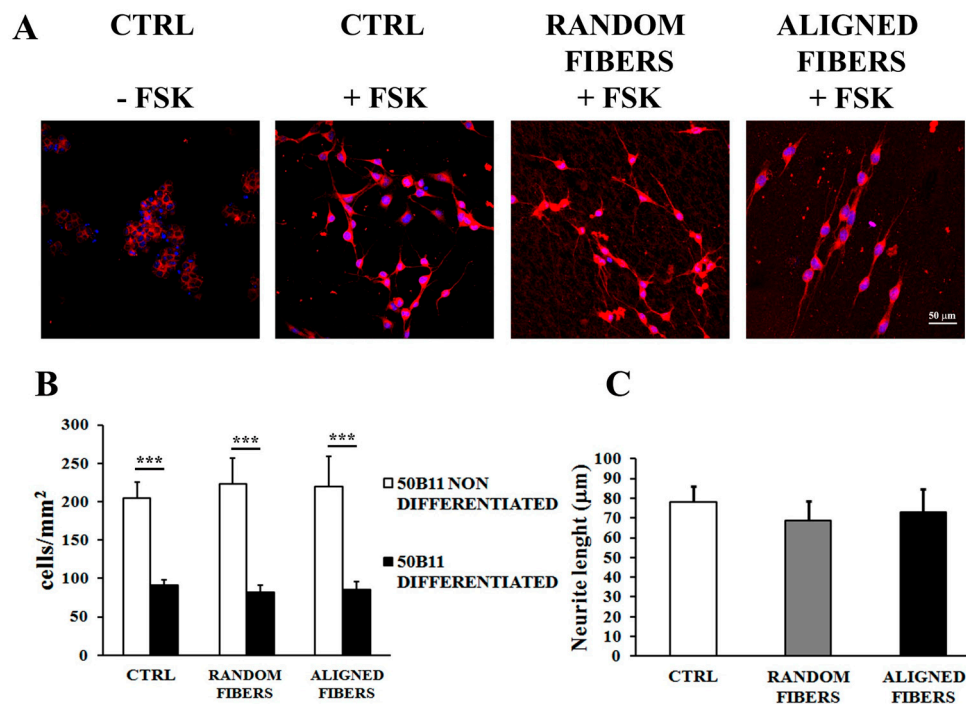 A
CTRL
- FSK
CTRL
+ FSK
RANDOM
FIBERS
+ FSK
ALIGNED
FIBERS
+ FSK
50 µm
B
cells/mm²
300
250
200
150
100
50
0
***
***
***
CTRL
RANDOM
FIBERS
ALIGNED
FIBERS
50B11 NON
DIFFERENTIATED
50B11
DIFFERENTIATED
C
Neurite lenght (µm)
100
90
80
70
60
50
40
30
20
10
0
CTRL
RANDOM
FIBERS
ALIGNED
FIBERS